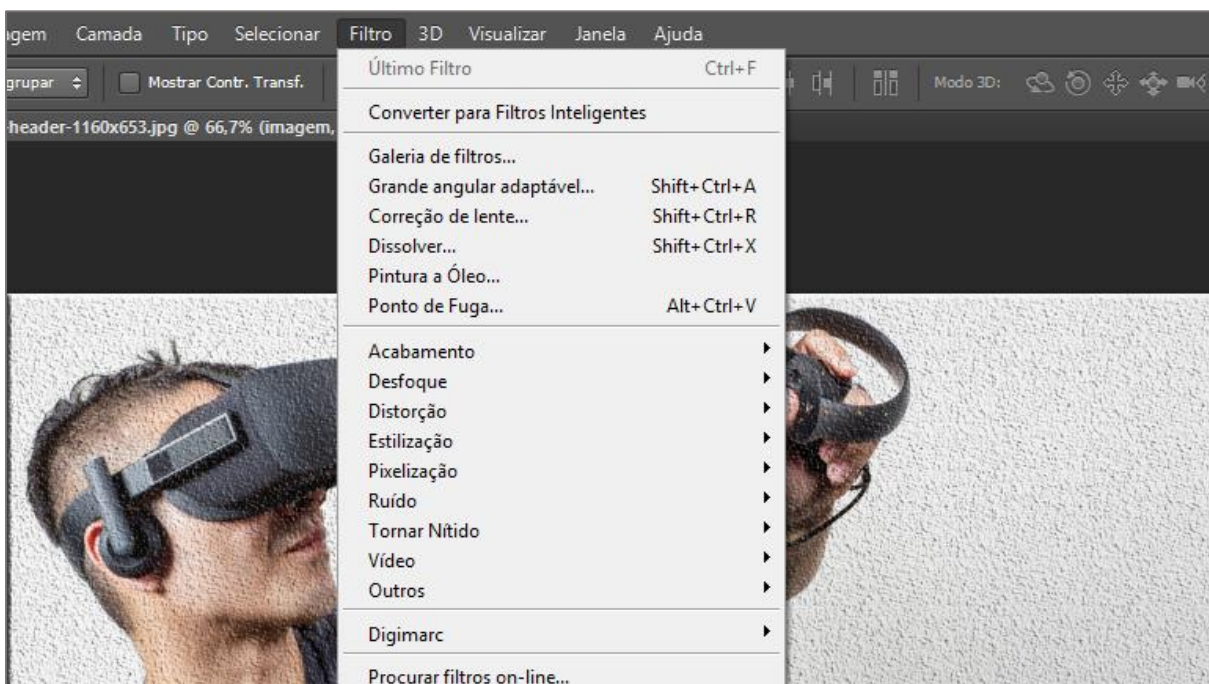 agem Camada Tipo Selecionar Filtro 3D Visualizar Janela Ajuda
grupar Mostrar Contr. Transf. Modo 3D:
-header-1160x653.jpg @ 66,7% (imagem,
Último Filtro Ctrl+F
Converter para Filtros Inteligentes
Galeria de filtros...
Grande angular adaptável... Shift+Ctrl+A
Correção de lente... Shift+Ctrl+R
Dissolver... Shift+Ctrl+X
Pintura a Óleo...
Ponto de Fuga... Alt+Ctrl+V
Acabamento
Desfoque
Distorção
Estilização
Pixelização
Ruído
Tornar Nítido
Vídeo
Outros
Digimarc
Procurar filtros on-line...